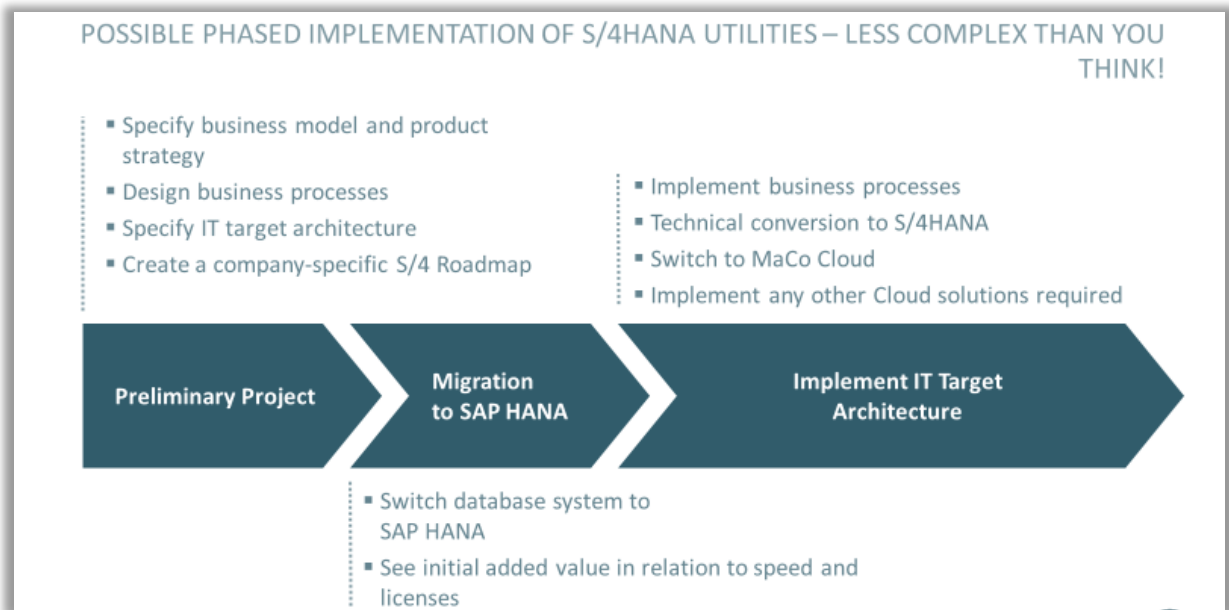 POSSIBLE PHASED IMPLEMENTATION OF S/4HANA UTILITIES – LESS COMPLEX THAN YOU
THINK!
▪ Specify business model and product
strategy
▪ Design business processes
▪ Specify IT target architecture
▪ Create a company-specific S/4 Roadmap
▪ Implement business processes
▪ Technical conversion to S/4HANA
▪ Switch to MaCo Cloud
▪ Implement any other Cloud solutions required
Preliminary Project
Migration
to SAP HANA
Implement IT Target
Architecture
▪ Switch database system to
SAP HANA
▪ See initial added value in relation to speed and
licenses